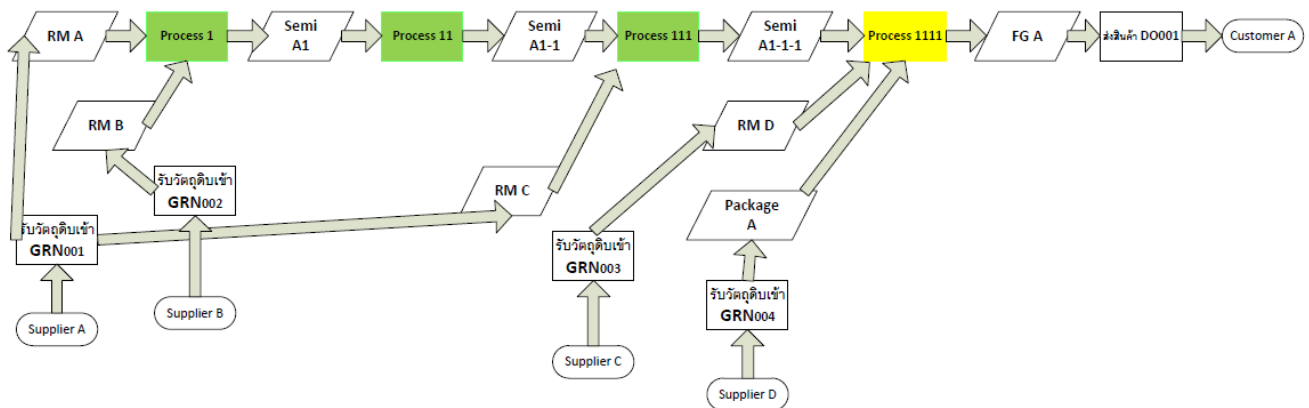 RM A
Process 1
Semi
A1
Process 11
Semi
A1-1
Process 111
Semi
A1-1-1
Process 1111
FG A
ส่งสินค้า DO001
Customer A
RM B
RM D
รับวัตถุดิบเข้า
GRN002
RM C
Package
A
รับวัตถุดิบเข้า
GRN001
รับวัตถุดิบเข้า
GRN003
รับวัตถุดิบเข้า
GRN004
Supplier A
Supplier B
Supplier C
Supplier D